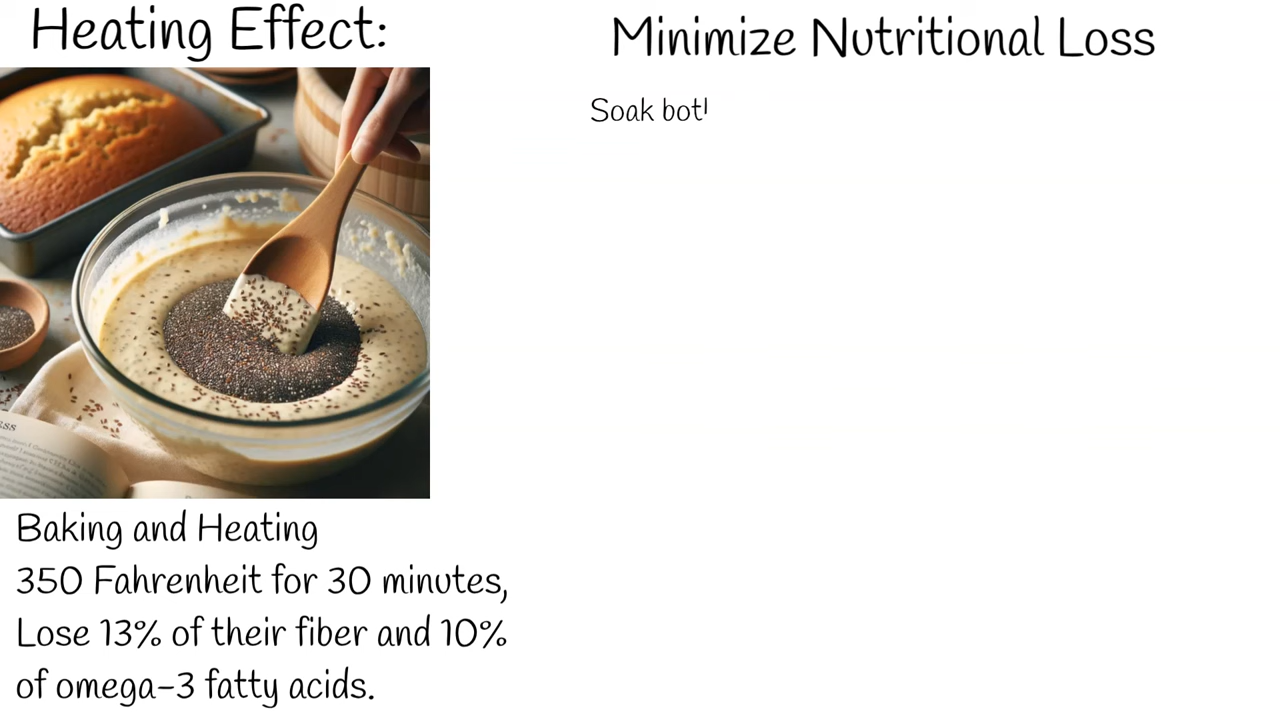 Heating Effect:
Minimize Nutritional Loss
Soak bot
Baking and Heating
350 Fahrenheit for 30 minutes,
Lose 13% of their fiber and 10%
of omega-3 fatty acids.